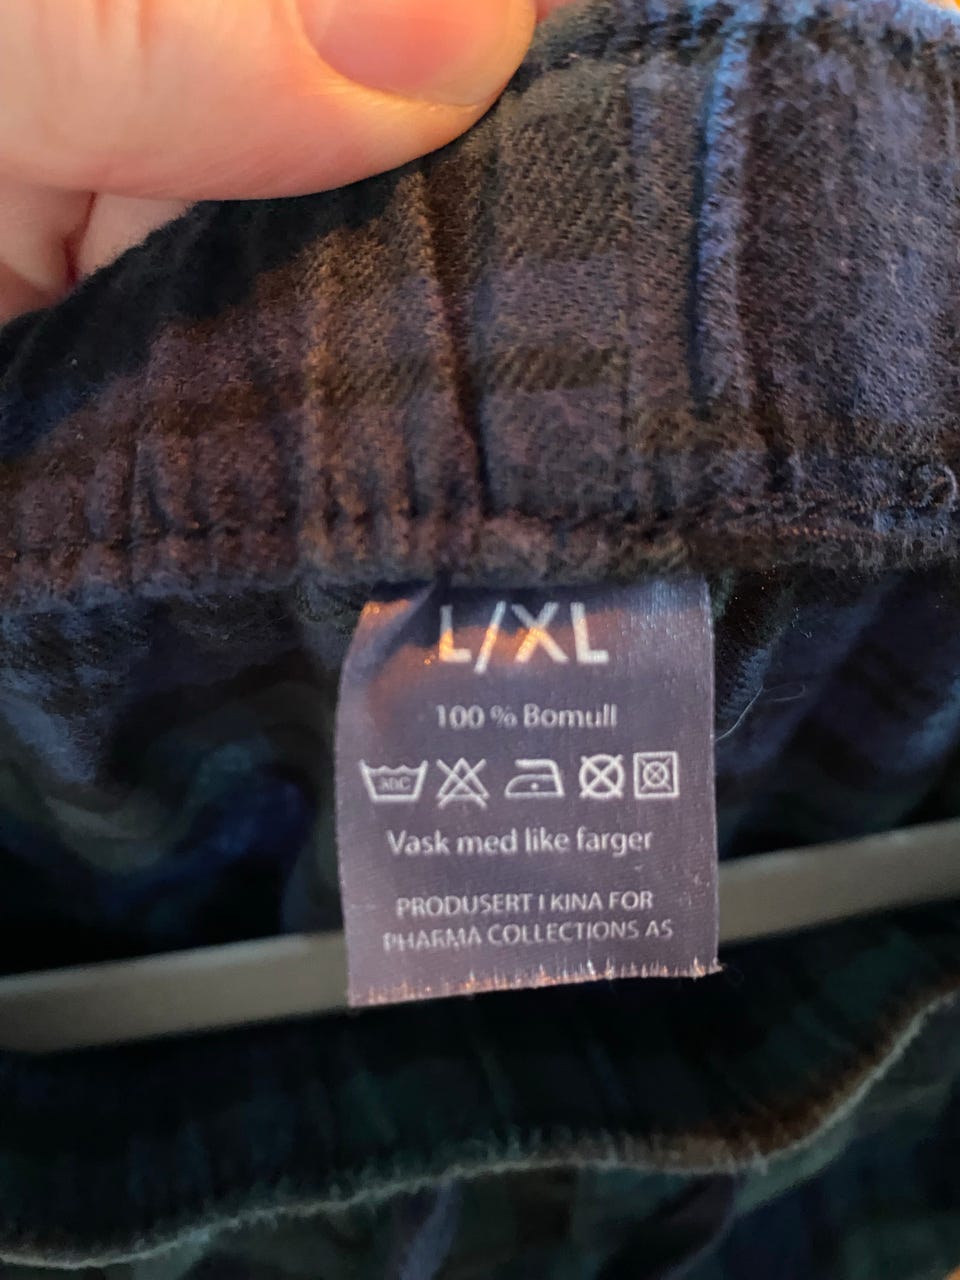 L/XL
100 % Bomull
Vask med like farger
PRODUSERT I KINA FOR
PHARMA COLLECTIONS AS